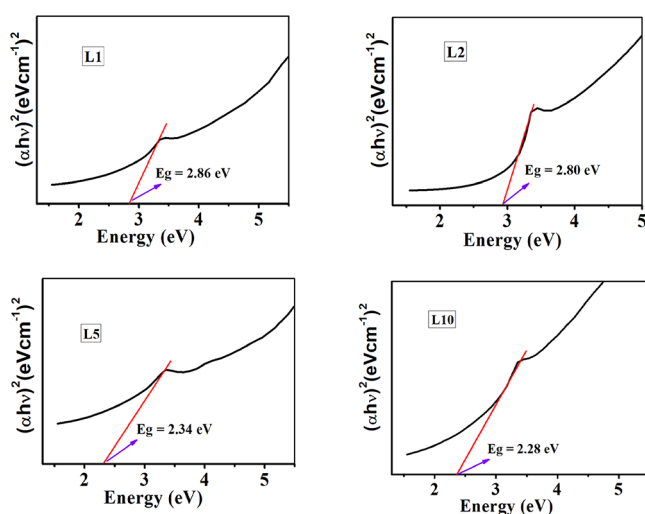 L1
(αhν)²(eVcm⁻¹)²
Eg = 2.86 eV
2 3 4 5
Energy (eV)
L2
(αhν)²(eVcm⁻¹)²
Eg = 2.80 eV
2 3 4 5
Energy (eV)
L5
(αhν)²(eVcm⁻¹)²
Eg = 2.34 eV
2 3 4 5
Energy (eV)
L10
(αhν)²(eVcm⁻¹)²
Eg = 2.28 eV
2 3 4 5
Energy (eV)